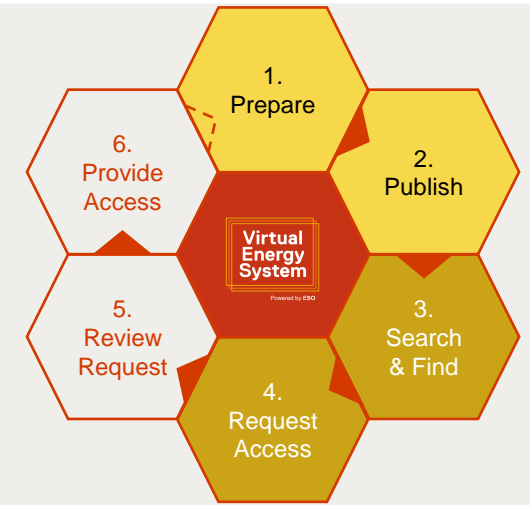 1.
Prepare
2.
Publish
3.
Search
& Find
4.
Request
Access
5.
Review
Request
6.
Provide
Access
Virtual
Energy
System
Powered by ESO